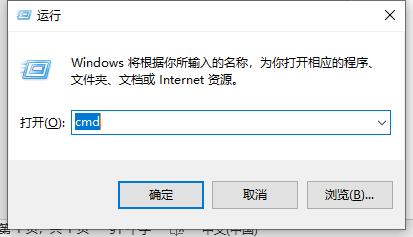 运行
Windows 将根据你所输入的名称，为你打开相应的程序、
文件夹、文档或 Internet 资源。
打开(O): cmd
确定 取消 浏览(B)...